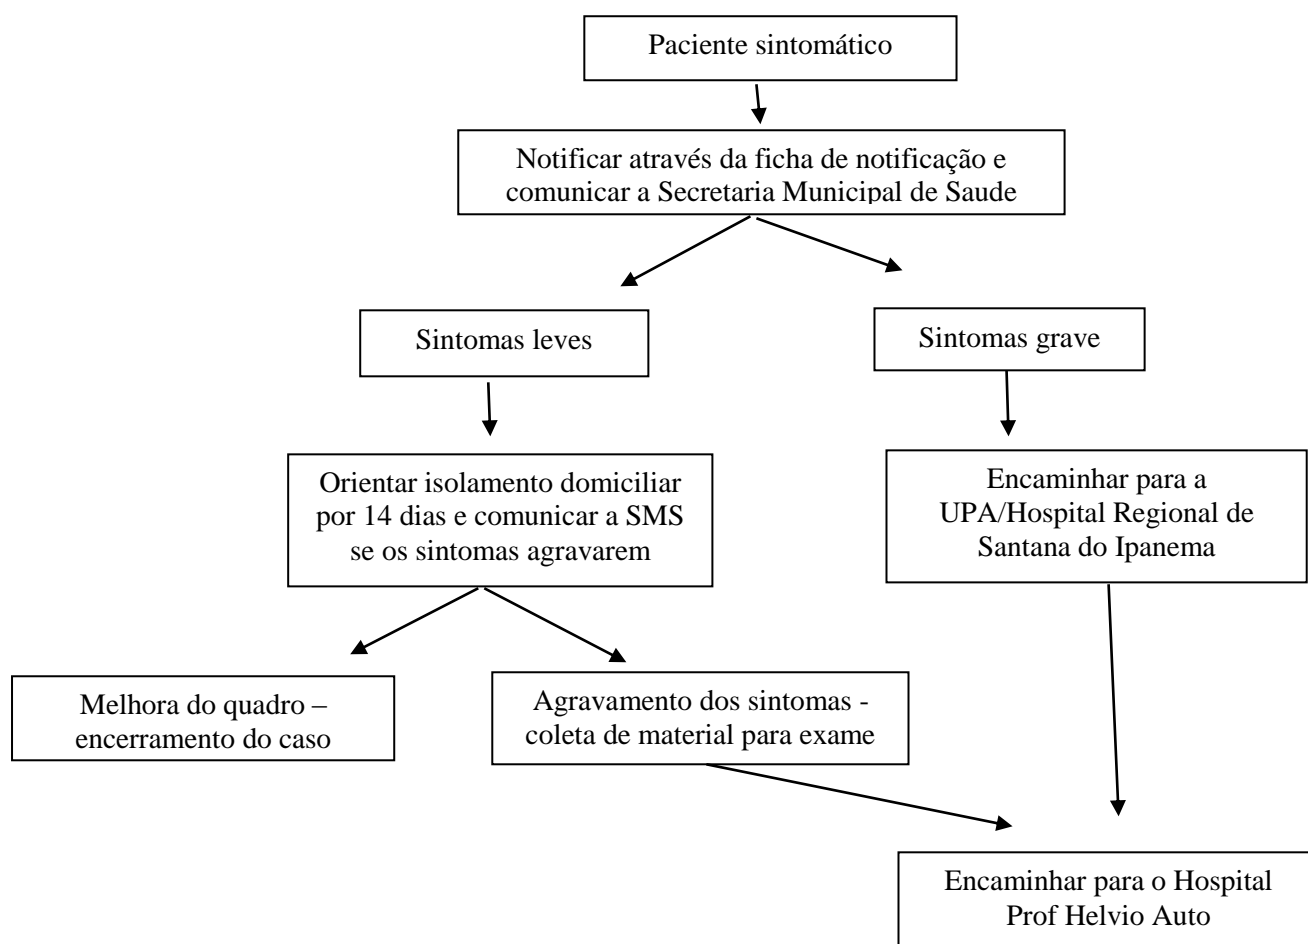 Paciente sintomático
Notificar através da ficha de notificação e
comunicar a Secretaria Municipal de Saude
Sintomas leves
Sintomas grave
Orientar isolamento domiciliar
por 14 dias e comunicar a SMS
se os sintomas agravarem
Encaminhar para a
UPA/Hospital Regional de
Santana do Ipanema
Melhora do quadro –
encerramento do caso
Agravamento dos sintomas -
coleta de material para exame
Encaminhar para o Hospital
Prof Helvio Auto